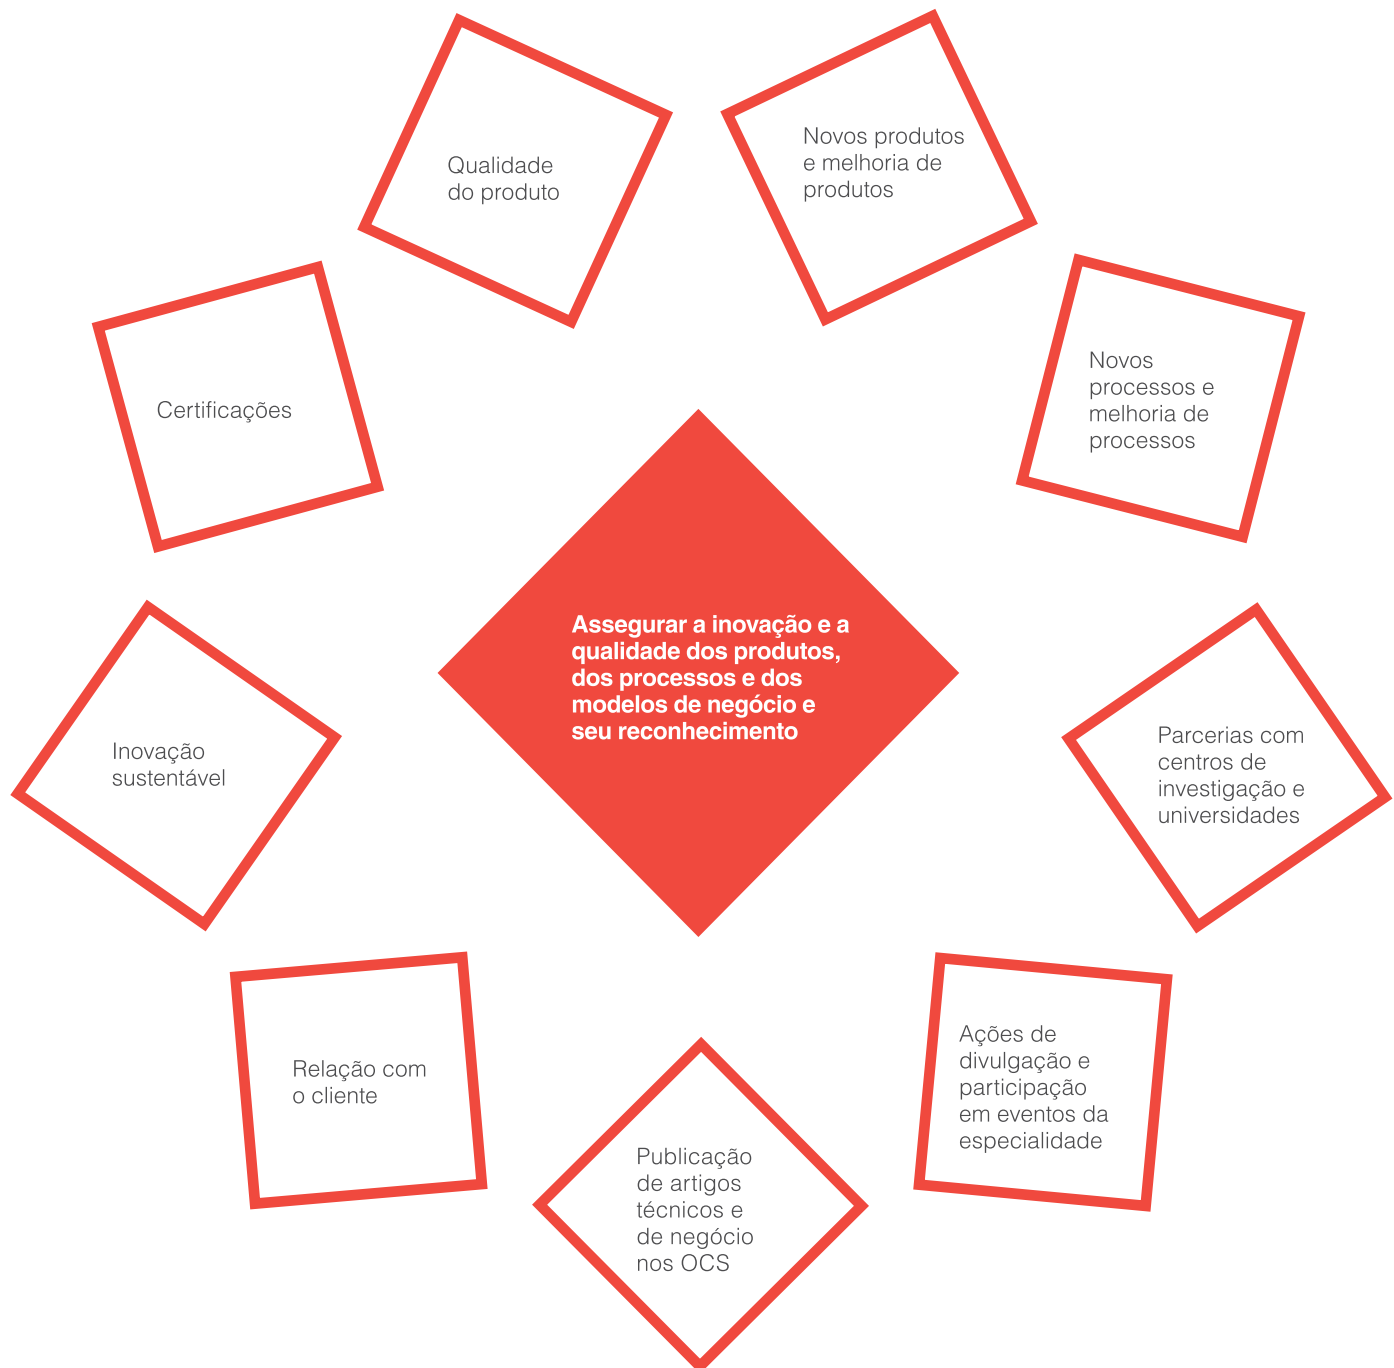 Qualidade
do produto
Novos produtos
e melhoria de
produtos
Novos
processos e
melhoria de
processos
Certificações
Assegurar a inovação e a
qualidade dos produtos,
dos processos e dos
modelos de negócio e
seu reconhecimento
Inovação
sustentável
Parcerias com
centros de
investigação e
universidades
Relação com
o cliente
Ações de
divulgação e
participação
em eventos da
especialidade
Publicação
de artigos
técnicos e
de negócio
nos OCS